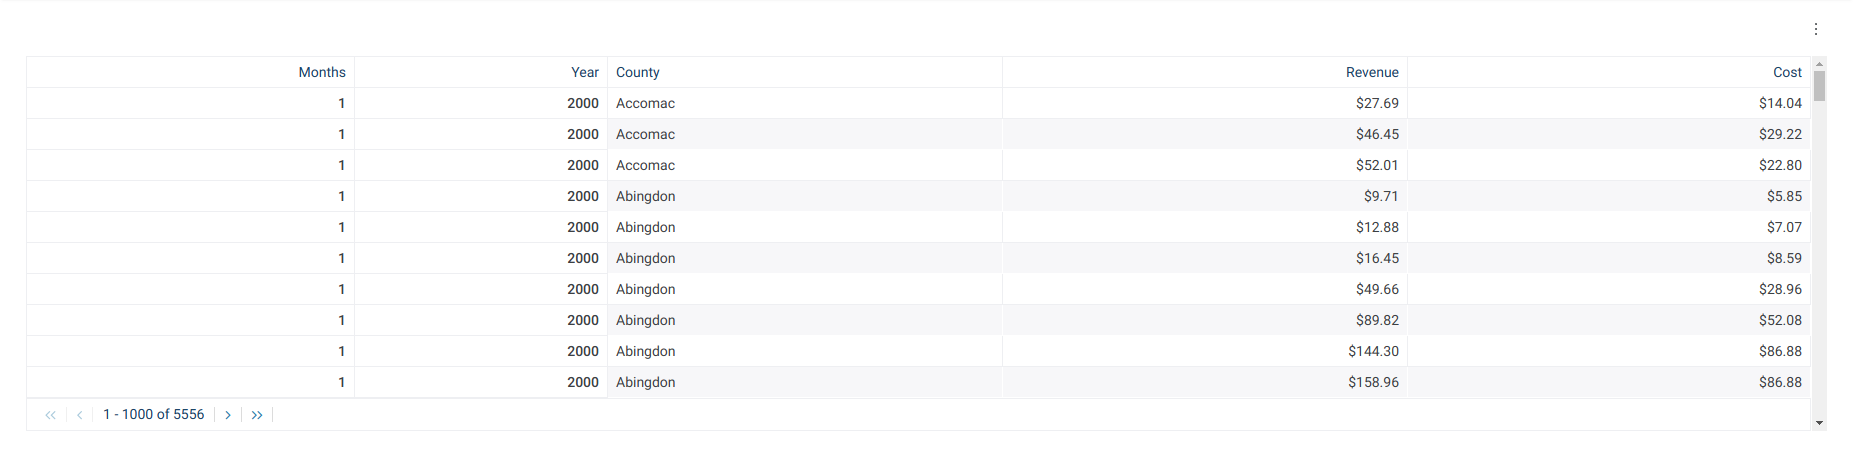 Months Year County Revenue Cost
1 2000 Accomac $27.69 $14.04
1 2000 Accomac $46.45 $29.22
1 2000 Accomac $52.01 $22.80
1 2000 Abingdon $9.71 $5.85
1 2000 Abingdon $12.88 $7.07
1 2000 Abingdon $16.45 $8.59
1 2000 Abingdon $49.66 $28.96
1 2000 Abingdon $89.82 $52.08
1 2000 Abingdon $144.30 $86.88
1 2000 Abingdon $158.96 $86.88
1 - 1000 of 5556